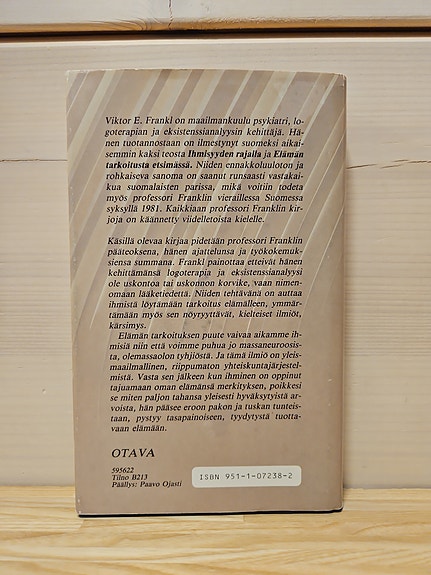 Viktor E. Frankl on maailmankuulu psykiatri, lo-
goterapian ja eksistenssianalyysin kehittäjä. Hä-
nen tuotannostaan on ilmestynyt suomeksi aikai-
semmin kaksi teosta Ihmisyyden rajalla ja Elämän
tarkoitusta etsimässä. Niiden ennakkoluuloton ja
rohkaiseva sanoma on saanut runsaasti vastakai-
kua suomalaisten parissa, mikä voitiin todeta
myös professori Franklin vieraillessa Suomessa
syksyllä 1981. Kaikkiaan professori Franklin kir-
joja on käännetty viidelletoista kielelle.
Käsillä olevaa kirjaa pidetään professori Franklin
pääteoksena, hänen ajattelunsa ja työkokemuk-
siensa summana. Frankl painottaa etteivät hänen
kehittämänsä logoterapia ja eksistenssianalyysi
ole uskontoa tai uskonnon korvike, vaan nimen-
omaan lääketiedettä. Niiden tehtävänä on auttaa
ihmistä löytämään tarkoitus elämälleen, ymmär-
tämään myös sen nöyryyttävät, kielteiset ilmiöt,
kärsimys.
Elämän tarkoituksen puute vaivaa aikamme ih-
misiä niin että voimme puhua jo massaneuroosis-
ta, olemassaolon tyhjiöstä. Ja tämä ilmiö on yleis-
maailmallinen, riippumaton yhteiskuntajärjestel-
mistä. Vasta sen jälkeen kun ihminen on oppinut
tajuamaan oman elämänsä merkityksen, poikkesi
se miten paljon tahansa yleisesti hyväksytyistä ar-
voista, hän pääsee eroon pakon ja tuskan tunteis-
taan, pystyy tasapainoiseen, tyydytystä tuotta-
vaan elämään.
OTAVA
595622
Tilno B213
Päällys: Paavo Ojasti
ISBN 951-1-07238-2